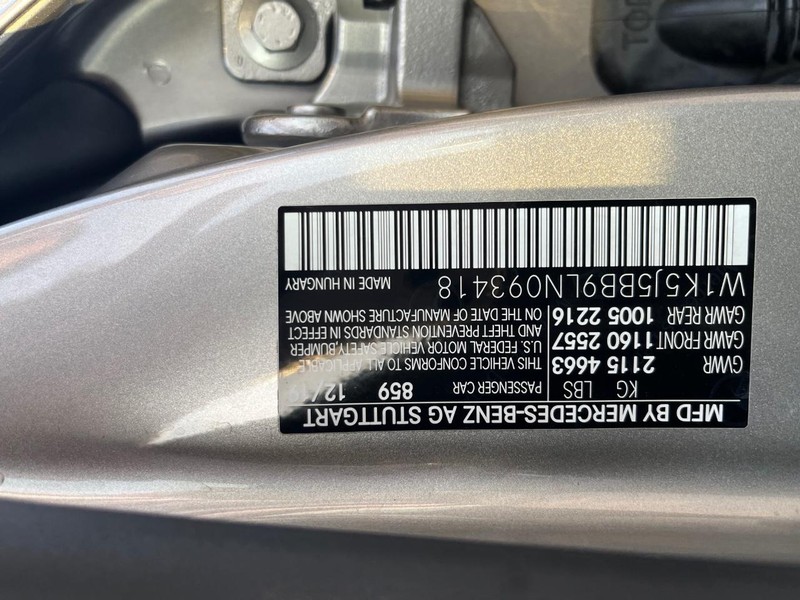 MFD BY MERCEDES-BENZ AG STUTTGART
KG LBS
PASSENGER CAR 859 12/
GVWR 2115 4663
GAWR FRONT 1160 2557
GAWR REAR 1005 2216
THIS VEHICLE CONFORMS TO ALL APPLICABLE
U.S. FEDERAL MOTOR VEHICLE SAFETY,BUMPER,
AND THEFT PREVENTION STANDARDS IN EFFECT
ON THE DATE OF MANUFACTURE SHOWN ABOVE
W1K5J5BB9LN093418 MADE IN HUNGARY